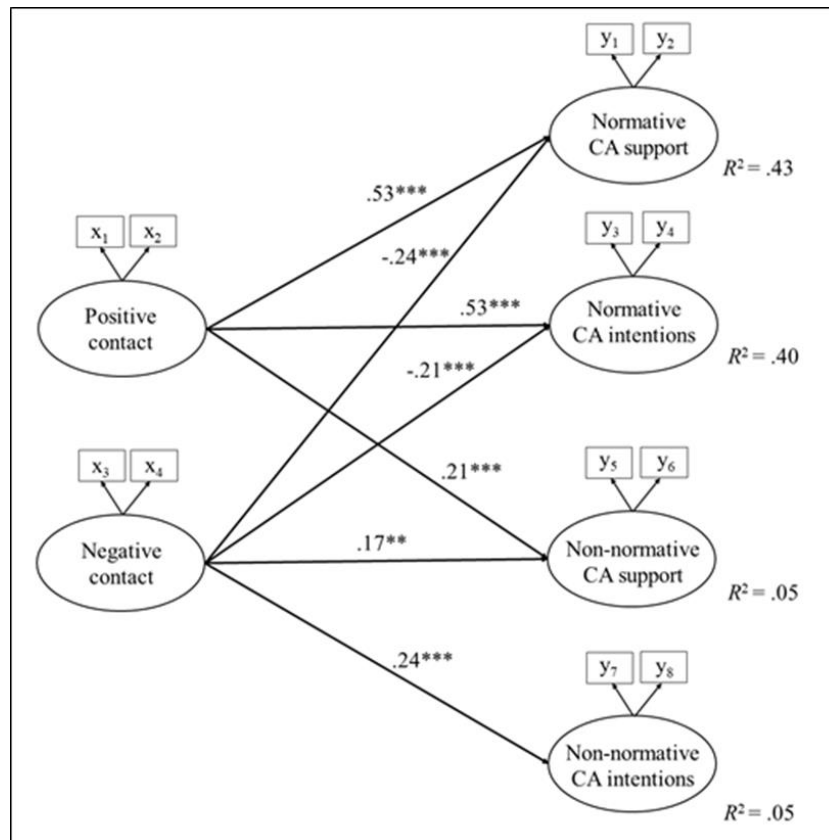 y₁ y₂
Normative
CA support
R² = .43
.53***
-.24***
x₁ x₂
Positive
contact
y₃ y₄
Normative
CA intentions
R² = .40
.53***
-.21***
x₃ x₄
Negative
contact
.21***
.17**
y₅ y₆
Non-normative
CA support
R² = .05
.24***
y₇ y₈
Non-normative
CA intentions
R² = .05